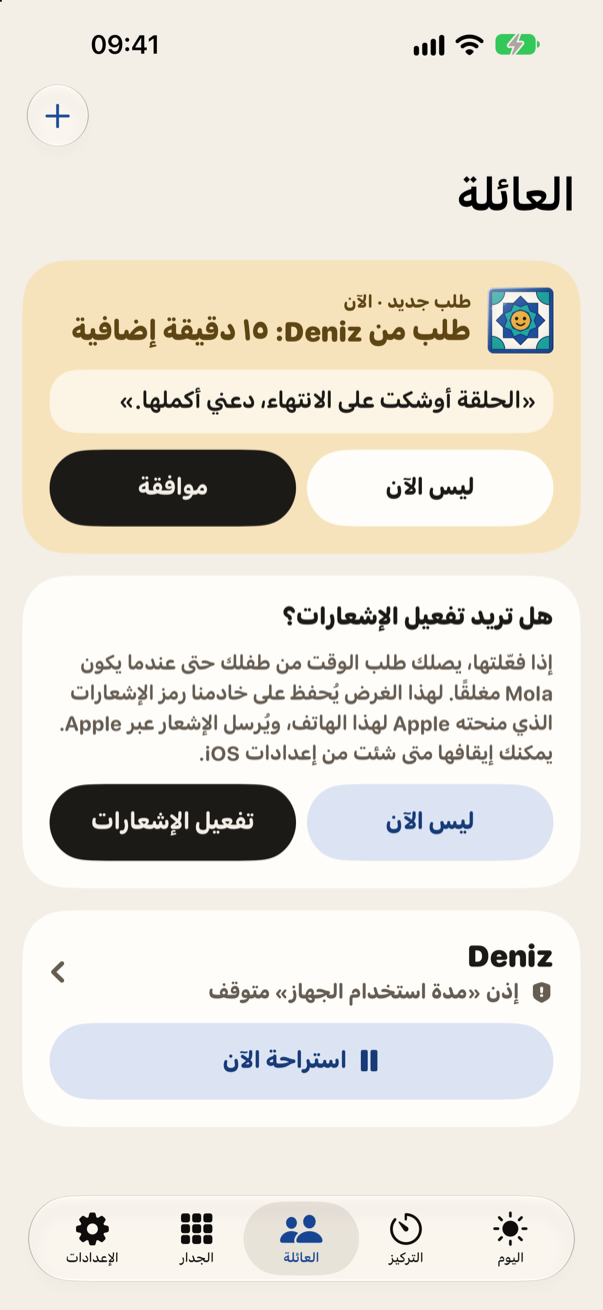 09:41
العائلة
طلب جديد · الآن
طلب من Deniz: ١٥ دقيقة إضافية
«الحلقة أوشكت على الانتهاء، دعني أكملها.»
ليس الآن
موافقة
هل تريد تفعيل الإشعارات؟
إذا فعّلتها، يصلك طلب الوقت من طفلك حتى عندما يكون
Mola مغلقًا. لهذا الغرض يُحفظ على خادمنا رمز الإشعارات
الذي منحته Apple لهذا الهاتف، ويُرسل الإشعار عبر Apple.
يمكنك إيقافها متى شئت من إعدادات iOS.
ليس الآن
تفعيل الإشعارات
Deniz
إذن «مدة استخدام الجهاز» متوقف
استراحة الآن
اليوم
التركيز
العائلة
الجدار
الإعدادات